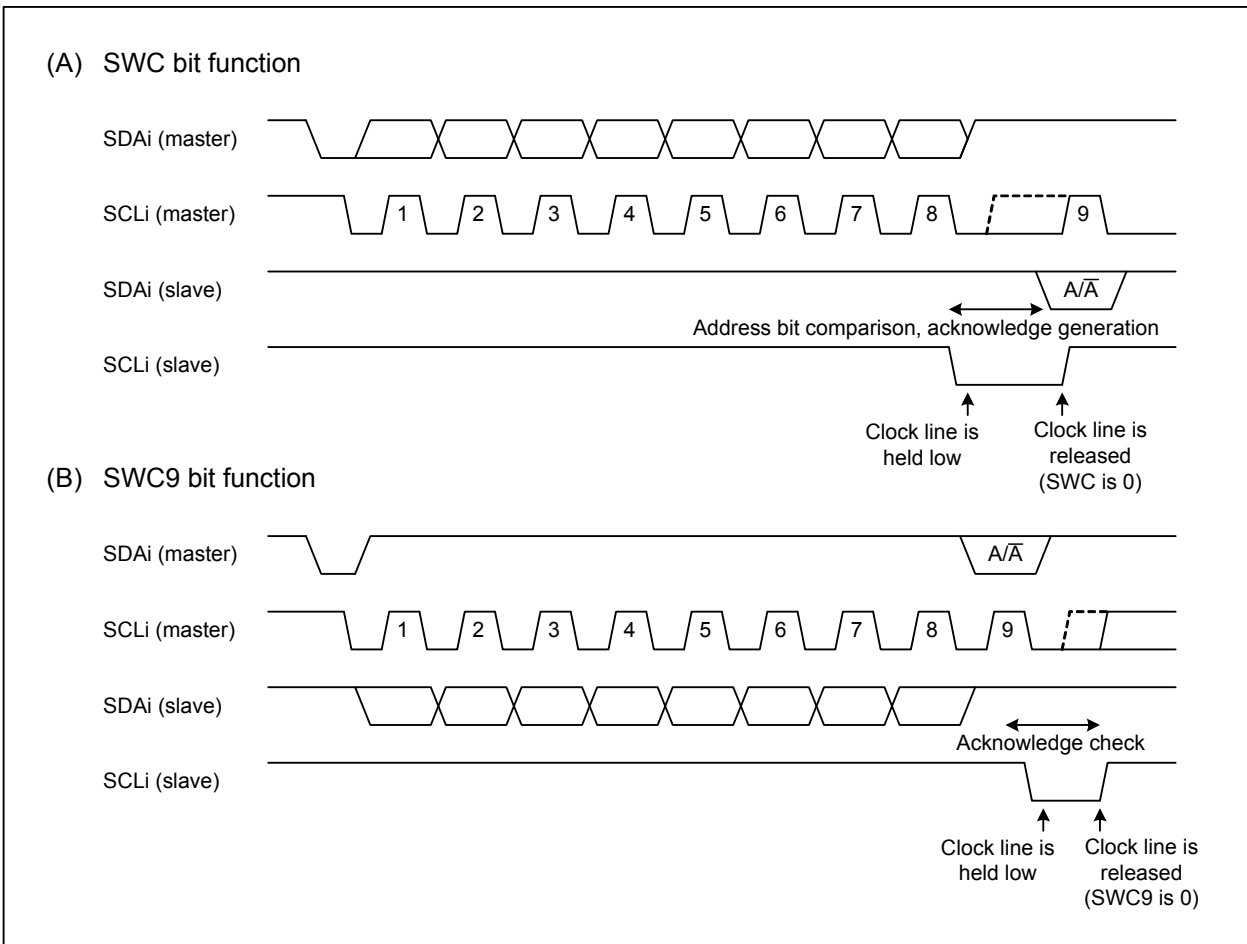 (A) SWC bit function
SDAi (master)
SCLi (master)
1 2 3 4 5 6 7 8 9
SDAi (slave)
A/A̅
Address bit comparison, acknowledge generation
SCLi (slave)
Clock line is
held low
Clock line is
released
(SWC is 0)
(B) SWC9 bit function
SDAi (master)
A/A̅
SCLi (master)
1 2 3 4 5 6 7 8 9
SDAi (slave)
Acknowledge check
SCLi (slave)
Clock line is
held low
Clock line is
released
(SWC9 is 0)